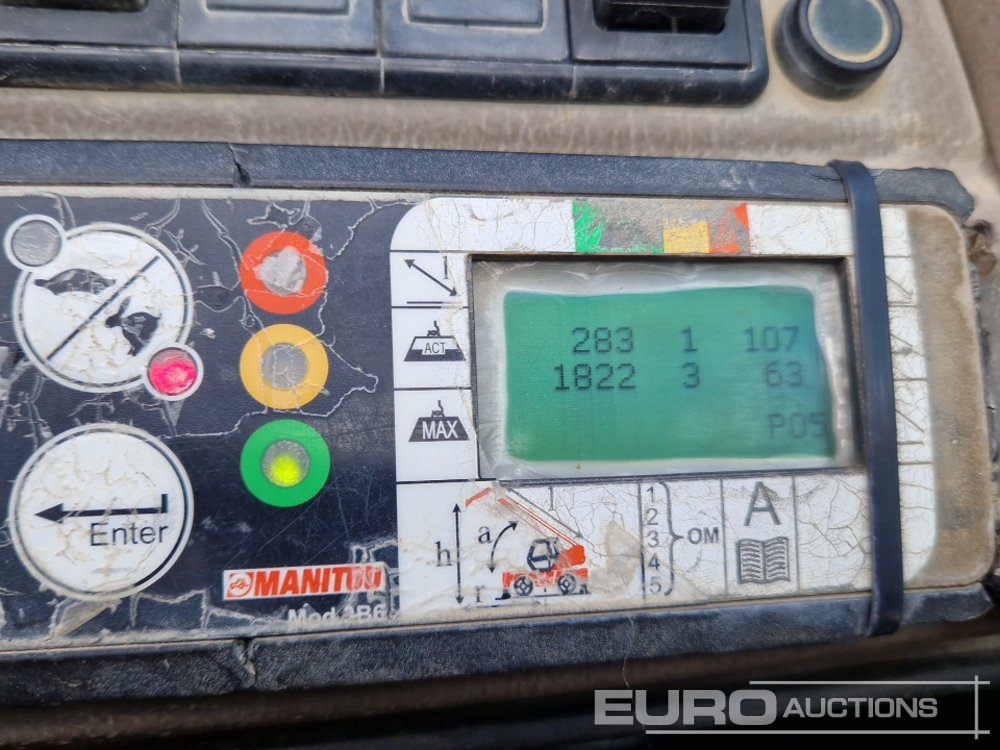 283 1 107
1822 3 63
P05
ACT
MAX
Enter
MANITOU
h a l
r
1
2
3
4
5
OM
A
EURO AUCTIONS